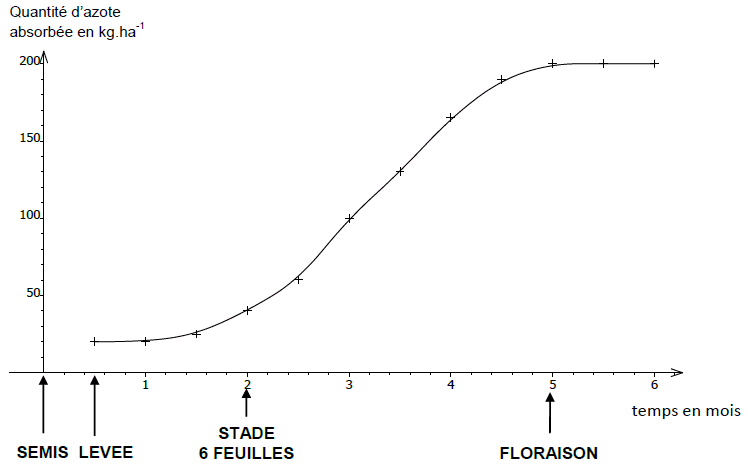 Quantité d'azote
absorbée en kg.ha-1
200
150
100
50
1 2 3 4 5 6
temps en mois
SEMIS LEVEE STADE 6 FEUILLES FLORAISON